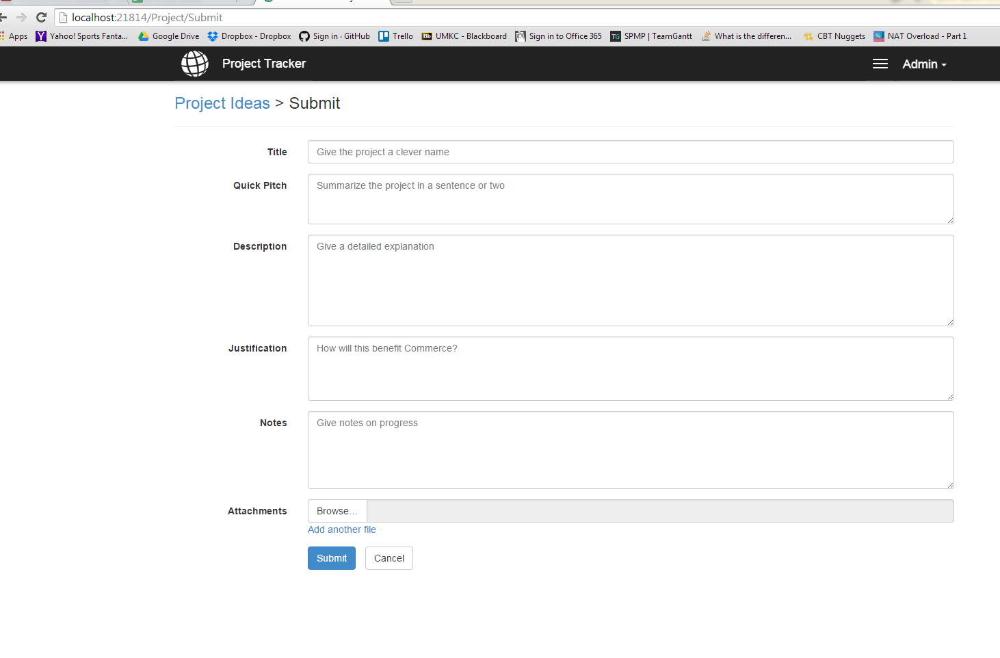 localhost:21814/Project/Submit
Apps Yahoo! Sports Fanta... Google Drive Dropbox - Dropbox Sign in · GitHub Trello Bb UMKC - Blackboard Sign in to Office 365 TG SPMP | TeamGantt What is the differen... CBT Nuggets NAT Overload - Part 1
Project Tracker Admin
Project Ideas > Submit
Title Give the project a clever name
Quick Pitch Summarize the project in a sentence or two
Description Give a detailed explanation
Justification How will this benefit Commerce?
Notes Give notes on progress
Attachments Browse...
Add another file
Submit Cancel